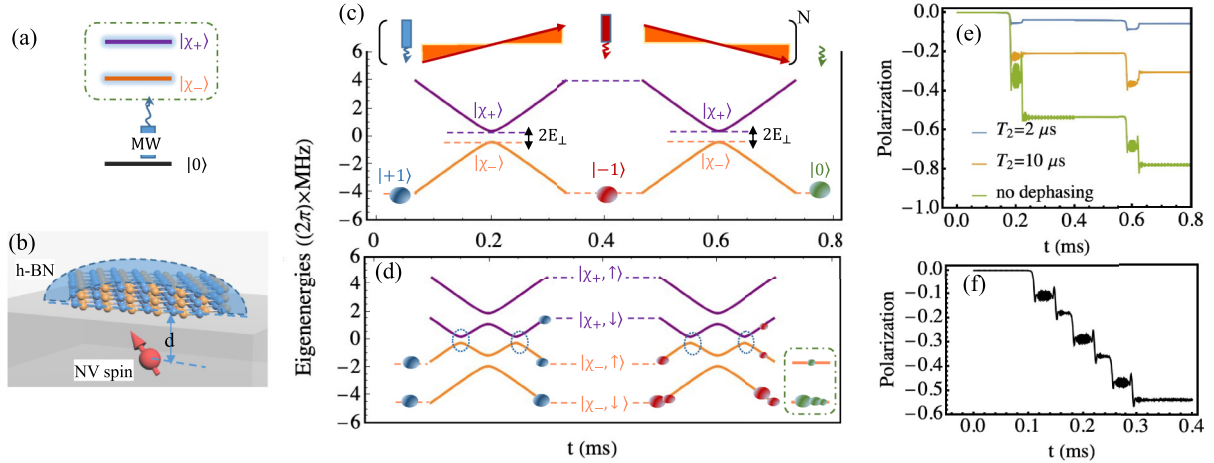 (a)
|χ₊⟩
|χ₋⟩
MW
|0⟩
(b)
h-BN
d
NV spin
Eigenenergies ((2π)×MHz)
(c)
N
6
4
2
0
−2
−4
−6
|χ₊⟩
2E⊥
|χ₋⟩
|χ₊⟩
2E⊥
|χ₋⟩
|+1⟩
|−1⟩
|0⟩
0
0.2
0.4
0.6
0.8
(d)
6
4
2
0
−2
−4
−6
|χ₊,↑⟩
|χ₊,↓⟩
|χ₋,↑⟩
|χ₋,↓⟩
t (ms)
(e)
Polarization
0.0
−0.2
−0.4
−0.6
−0.8
−1.0
T₂=2 μs
T₂=10 μs
no dephasing
0.0
0.2
0.4
0.6
0.8
t (ms)
(f)
Polarization
0.0
−0.1
−0.2
−0.3
−0.4
−0.5
−0.6
0.0
0.1
0.2
0.3
0.4
t (ms)